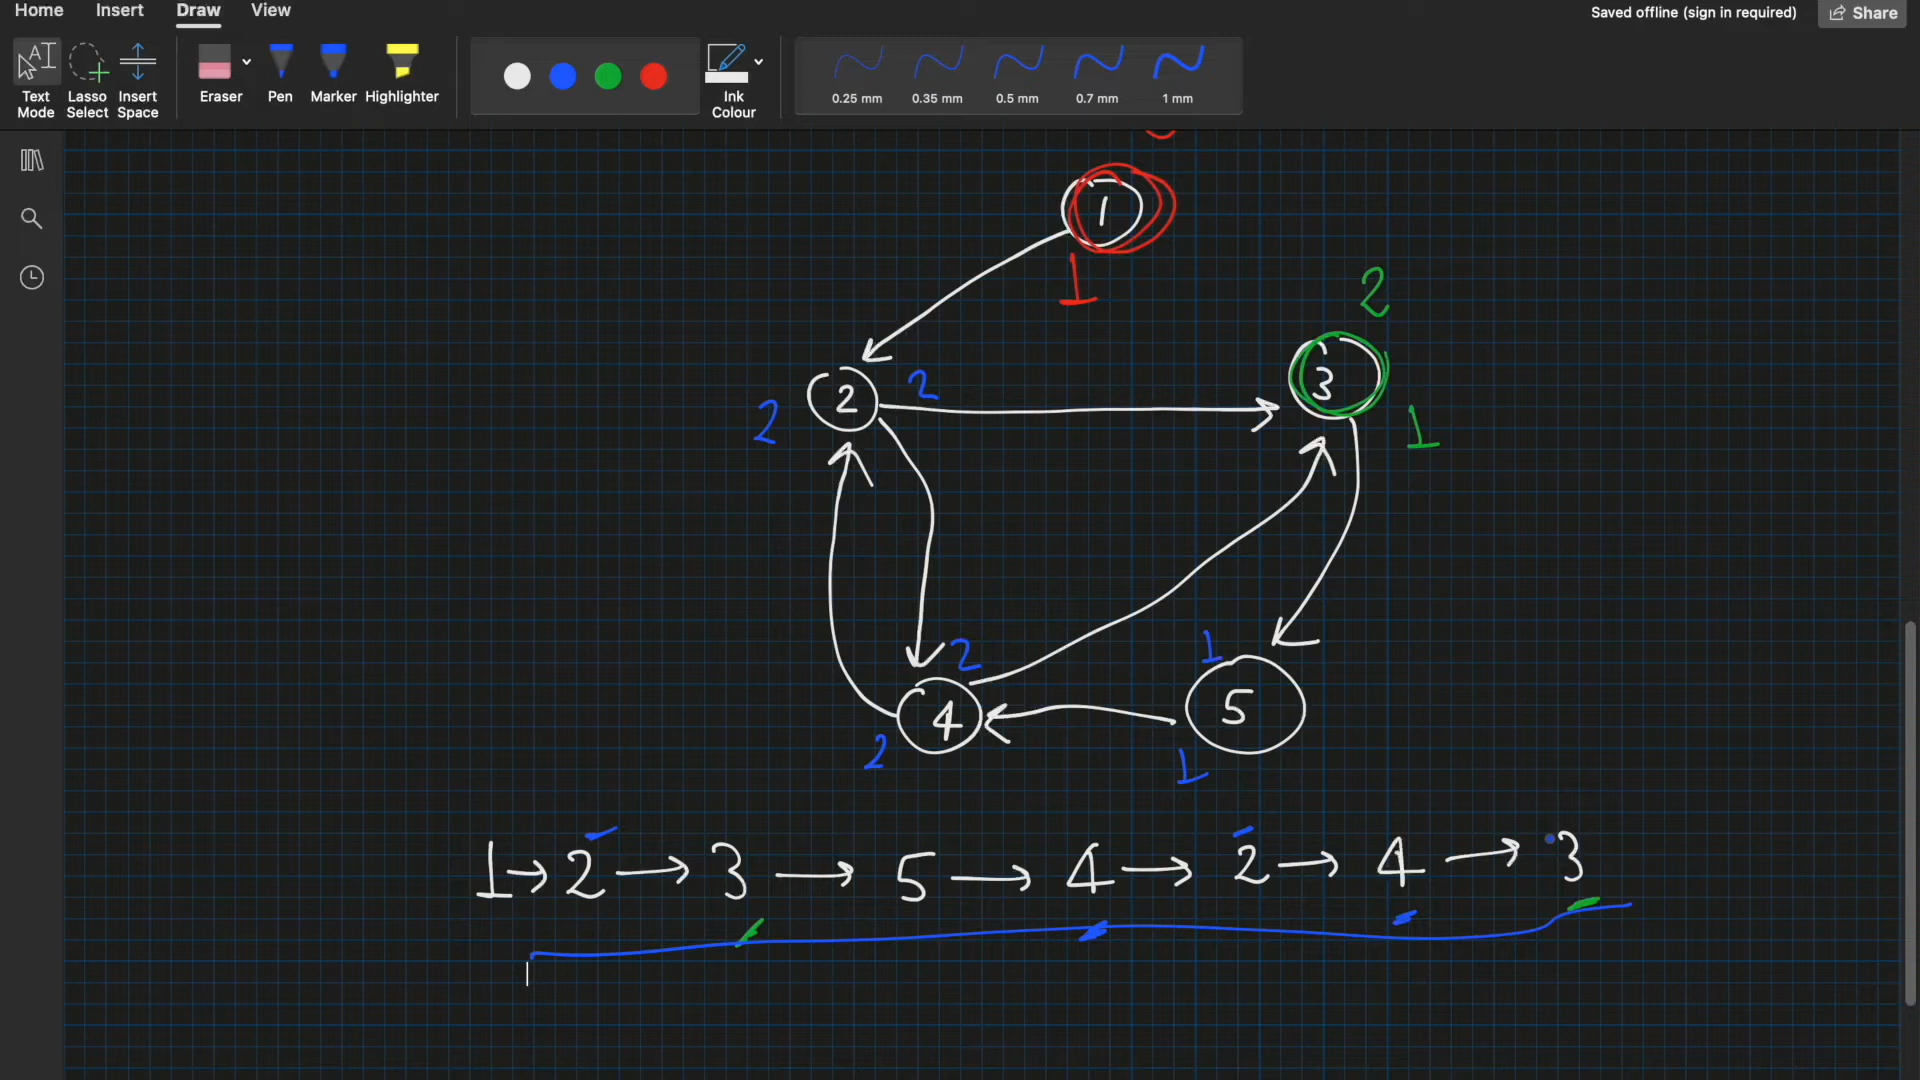 Home Insert Draw View
Saved offline (sign in required) Share
Text Mode
Lasso Select
Insert Space
Eraser
Pen
Marker
Highlighter
Ink Colour
0.25 mm
0.35 mm
0.5 mm
0.7 mm
1 mm
1
1
2
2
2
2
3
1
2
4
2
1
5
1
1 → 2 → 3 → 5 → 4 → 2 → 4 → 3